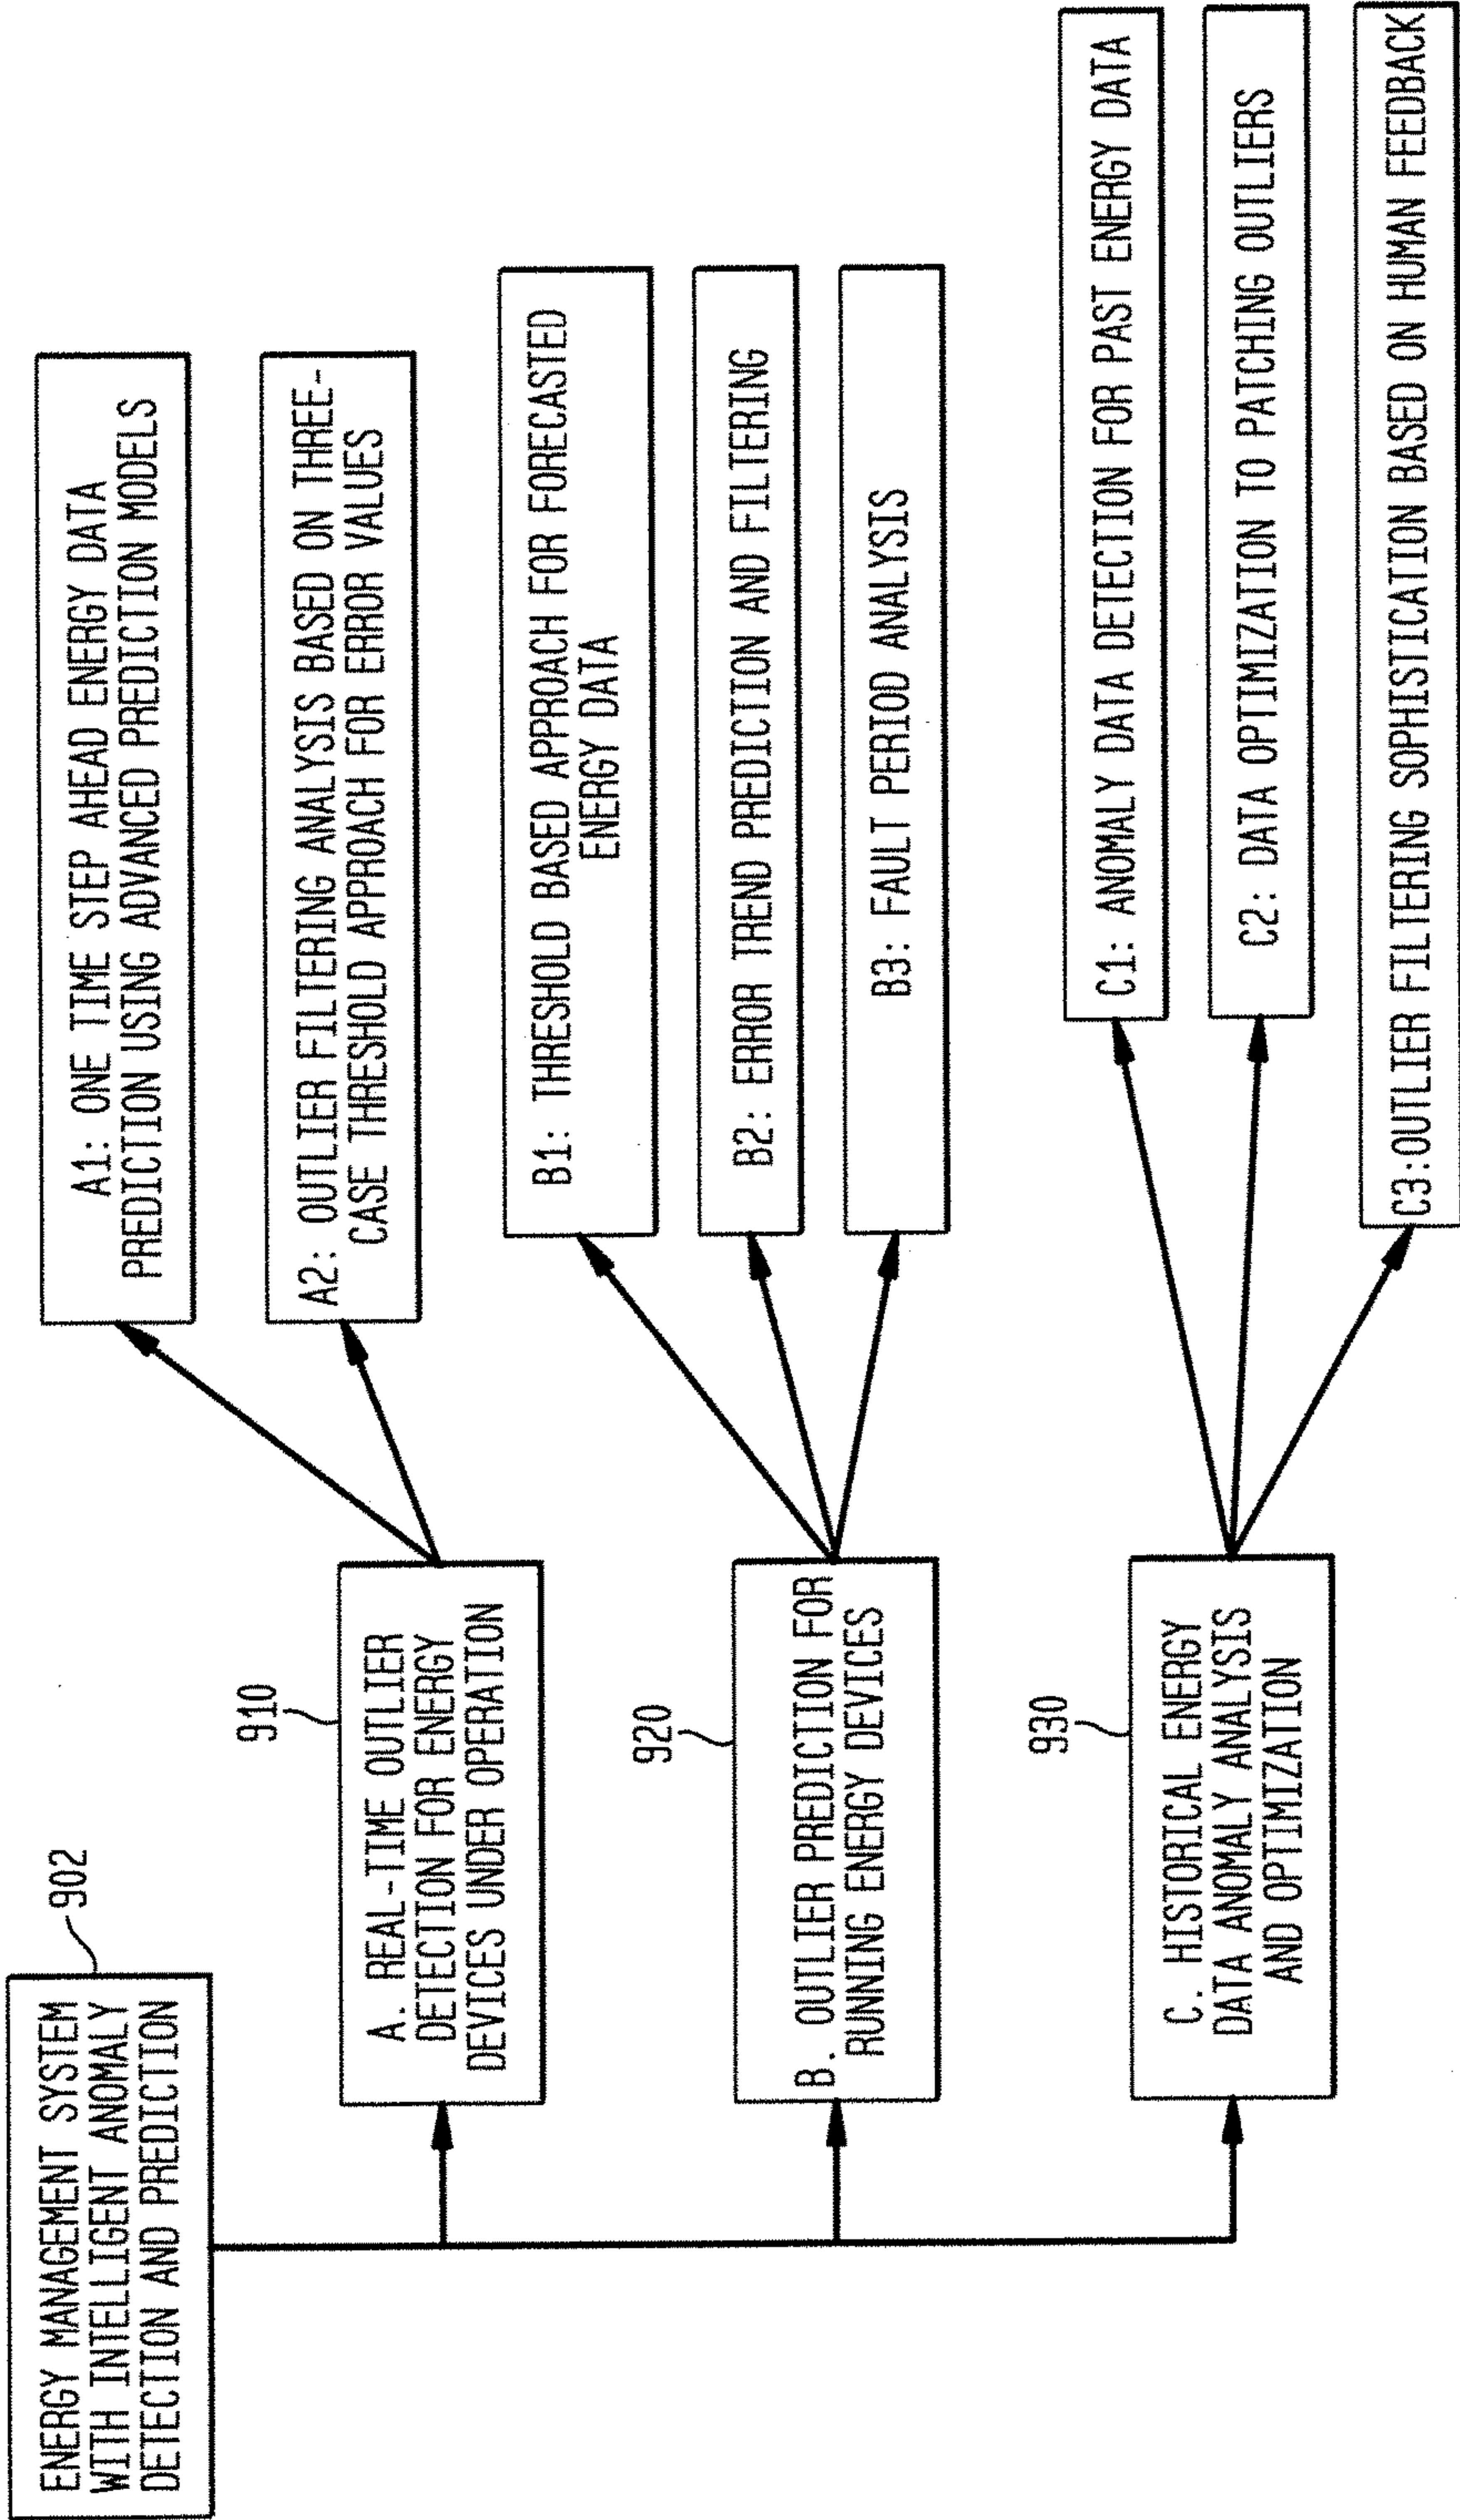 ENERGY MANAGEMENT SYSTEM
WITH INTELLIGENT ANOMALY
DETECTION AND PREDICTION
902
910
A. REAL-TIME OUTLIER
DETECTION FOR ENERGY
DEVICES UNDER OPERATION
A1: ONE TIME STEP AHEAD ENERGY DATA
PREDICTION USING ADVANCED PREDICTION MODELS
A2: OUTLIER FILTERING ANALYSIS BASED ON THREE-
CASE THRESHOLD APPROACH FOR ERROR VALUES
920
B. OUTLIER PREDICTION FOR
RUNNING ENERGY DEVICES
B1: THRESHOLD BASED APPROACH FOR FORECASTED
ENERGY DATA
B2: ERROR TREND PREDICTION AND FILTERING
B3: FAULT PERIOD ANALYSIS
930
C. HISTORICAL ENERGY
DATA ANOMALY ANALYSIS
AND OPTIMIZATION
C1: ANOMALY DATA DETECTION FOR PAST ENERGY DATA
C2: DATA OPTIMIZATION TO PATCHING OUTLIERS
C3:OUTLIER FILTERING SOPHISTICATION BASED ON HUMAN FEEDBACK